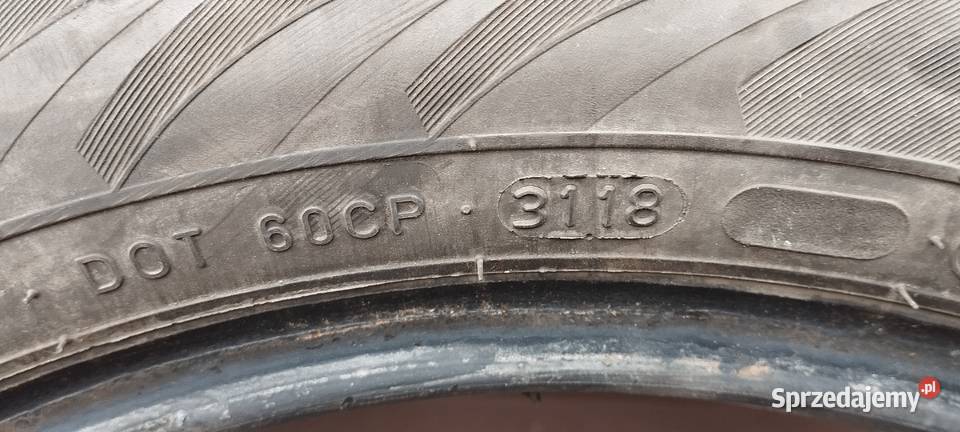 DOT 60CP · 3118
Sprzedajemy.pl